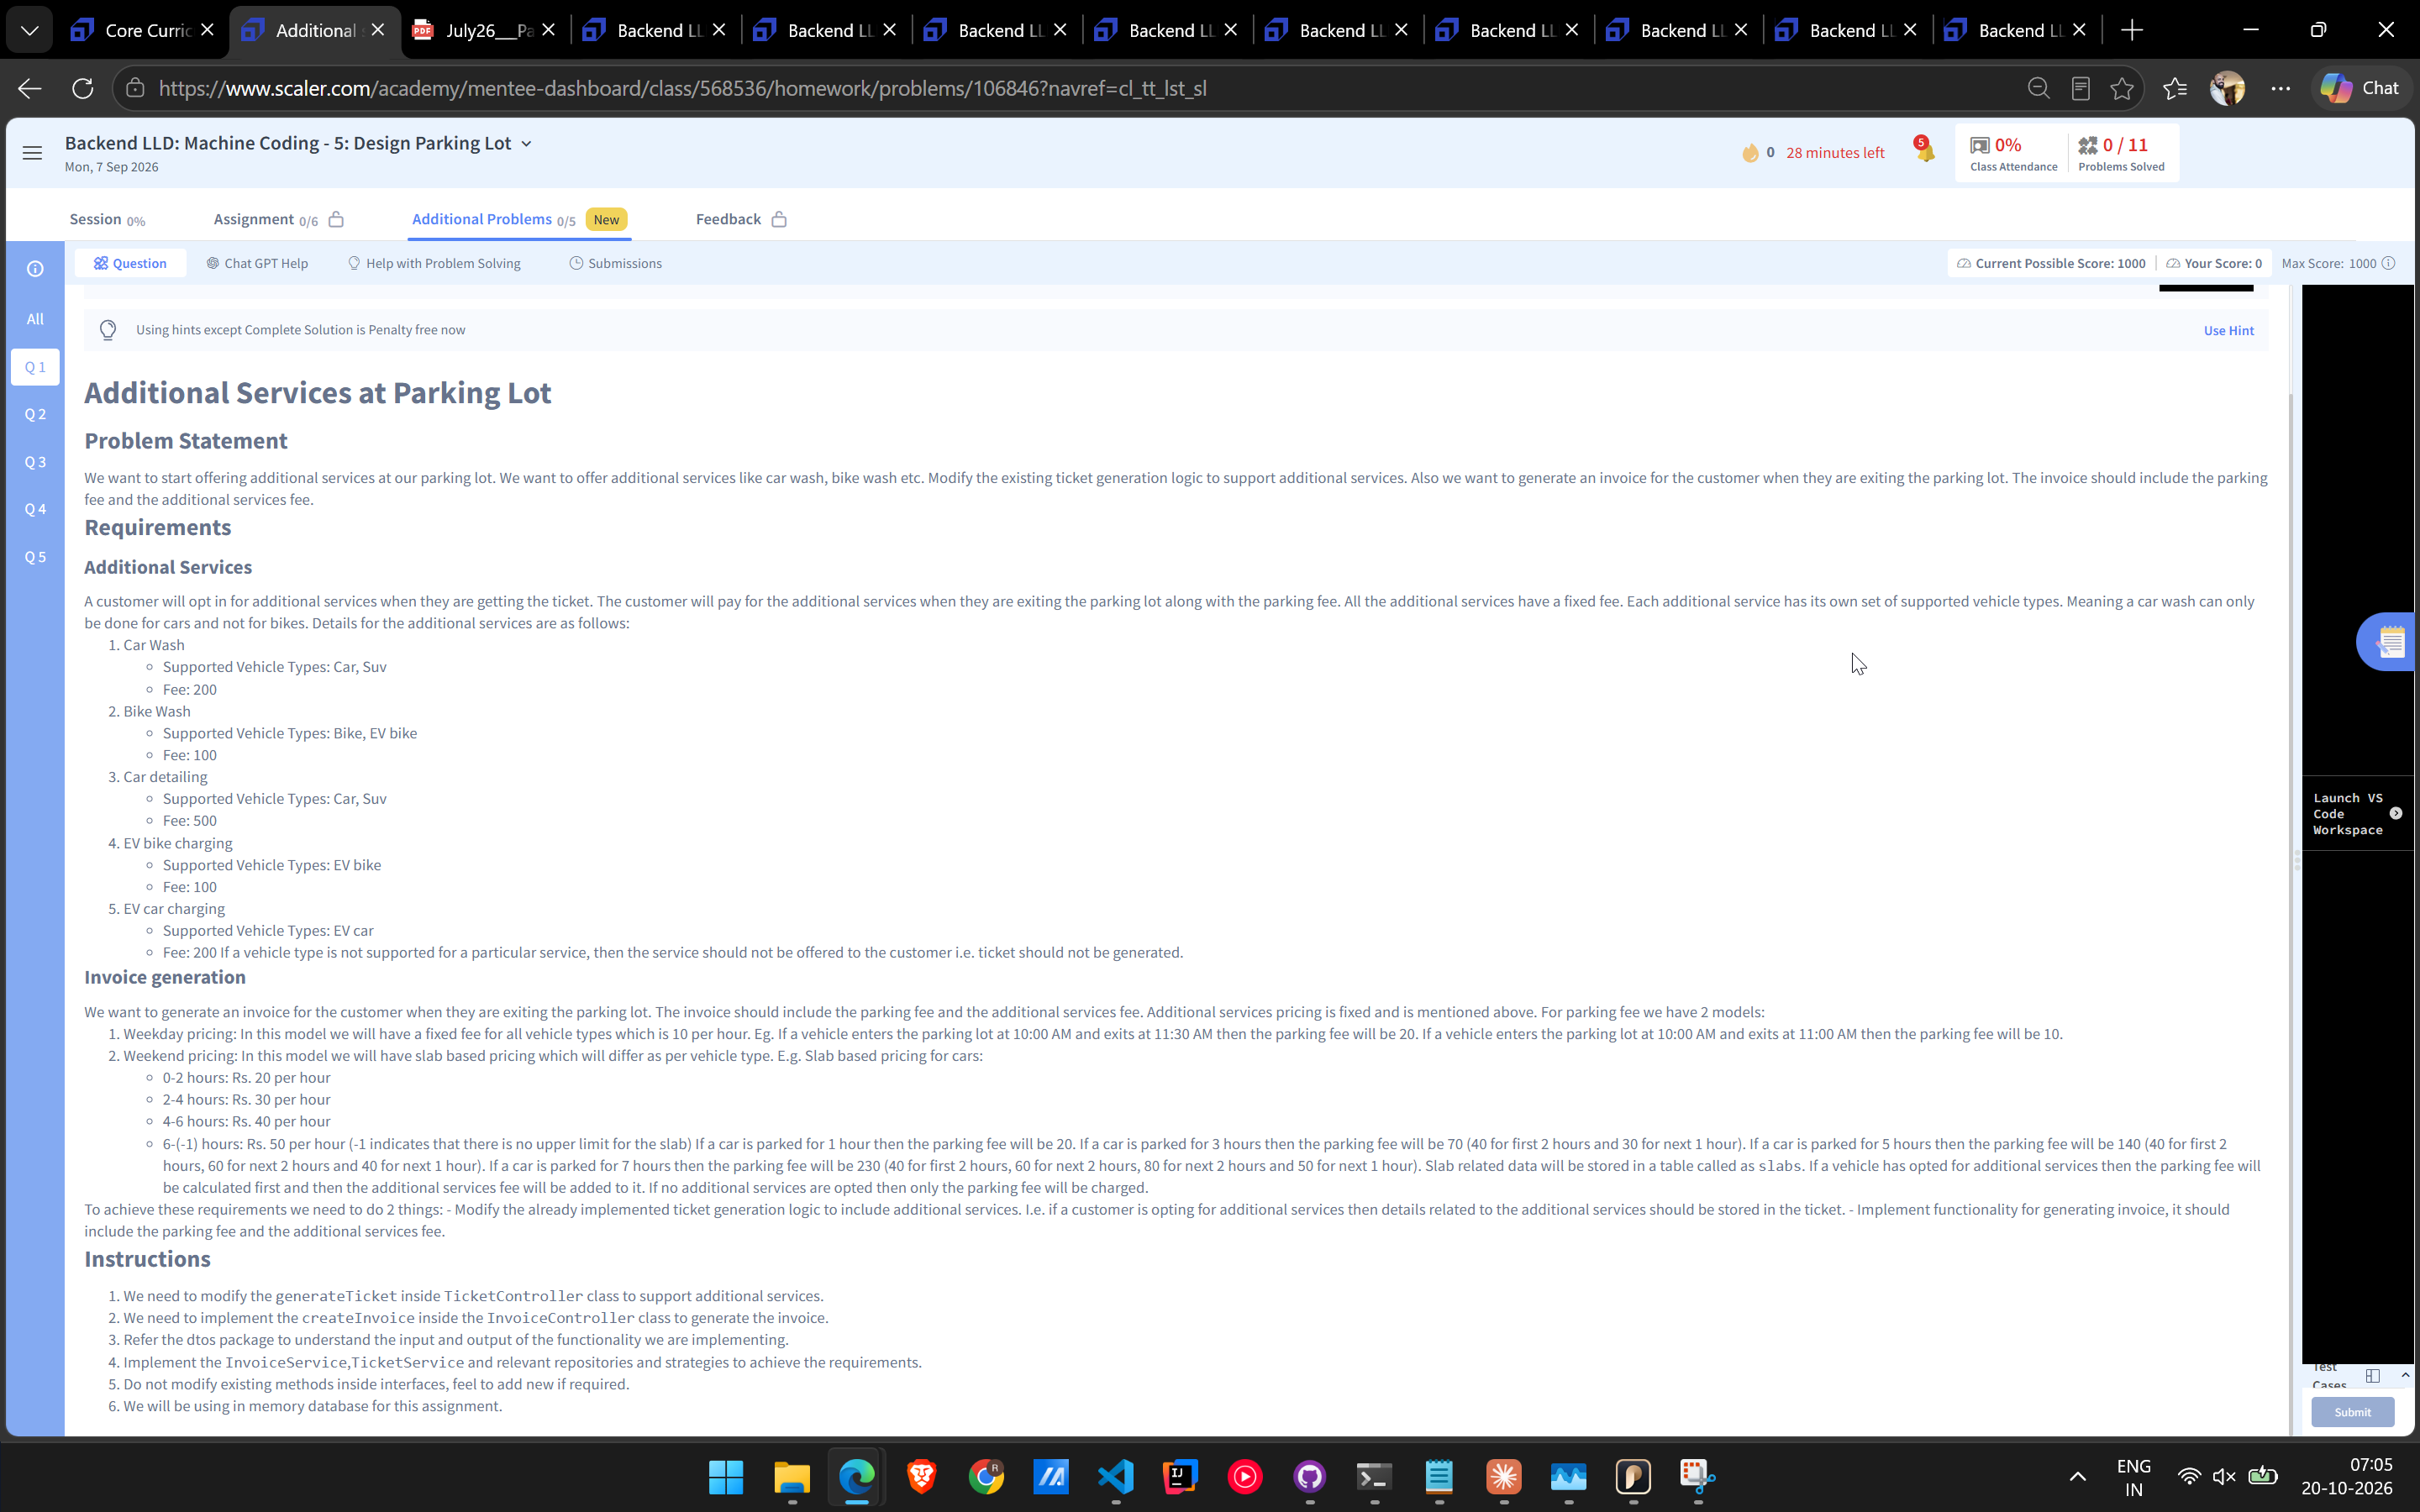 Core Curric
Additional
July26__Pa
Backend LL
Backend LL
Backend LL
Backend LL
Backend LL
Backend LL
Backend LL
Backend LL
Backend LL
https://www.scaler.com/academy/mentee-dashboard/class/568536/homework/problems/106846?navref=cl_tt_lst_sl
Chat
Backend LLD: Machine Coding - 5: Design Parking Lot
Mon, 7 Sep 2026
0 28 minutes left
5
0%
Class Attendance
0 / 11
Problems Solved
Session 0%
Assignment 0/6
Additional Problems 0/5 New
Feedback
Question
Chat GPT Help
Help with Problem Solving
Submissions
Current Possible Score: 1000
Your Score: 0
Max Score: 1000
All
Q 1
Q 2
Q 3
Q 4
Q 5
Using hints except Complete Solution is Penalty free now
Use Hint
Additional Services at Parking Lot
Problem Statement
We want to start offering additional services at our parking lot. We want to offer additional services like car wash, bike wash etc. Modify the existing ticket generation logic to support additional services. Also we want to generate an invoice for the customer when they are exiting the parking lot. The invoice should include the parking
fee and the additional services fee.
Requirements
Additional Services
A customer will opt in for additional services when they are getting the ticket. The customer will pay for the additional services when they are exiting the parking lot along with the parking fee. All the additional services have a fixed fee. Each additional service has its own set of supported vehicle types. Meaning a car wash can only
be done for cars and not for bikes. Details for the additional services are as follows:
1. Car Wash
Supported Vehicle Types: Car, Suv
Fee: 200
2. Bike Wash
Supported Vehicle Types: Bike, EV bike
Fee: 100
3. Car detailing
Supported Vehicle Types: Car, Suv
Fee: 500
4. EV bike charging
Supported Vehicle Types: EV bike
Fee: 100
5. EV car charging
Supported Vehicle Types: EV car
Fee: 200 If a vehicle type is not supported for a particular service, then the service should not be offered to the customer i.e. ticket should not be generated.
Invoice generation
We want to generate an invoice for the customer when they are exiting the parking lot. The invoice should include the parking fee and the additional services fee. Additional services pricing is fixed and is mentioned above. For parking fee we have 2 models:
1. Weekday pricing: In this model we will have a fixed fee for all vehicle types which is 10 per hour. Eg. If a vehicle enters the parking lot at 10:00 AM and exits at 11:30 AM then the parking fee will be 20. If a vehicle enters the parking lot at 10:00 AM and exits at 11:00 AM then the parking fee will be 10.
2. Weekend pricing: In this model we will have slab based pricing which will differ as per vehicle type. E.g. Slab based pricing for cars:
0-2 hours: Rs. 20 per hour
2-4 hours: Rs. 30 per hour
4-6 hours: Rs. 40 per hour
6-(-1) hours: Rs. 50 per hour (-1 indicates that there is no upper limit for the slab) If a car is parked for 1 hour then the parking fee will be 20. If a car is parked for 3 hours then the parking fee will be 70 (40 for first 2 hours and 30 for next 1 hour). If a car is parked for 5 hours then the parking fee will be 140 (40 for first 2
hours, 60 for next 2 hours and 40 for next 1 hour). If a car is parked for 7 hours then the parking fee will be 230 (40 for first 2 hours, 60 for next 2 hours, 80 for next 2 hours and 50 for next 1 hour). Slab related data will be stored in a table called as slabs. If a vehicle has opted for additional services then the parking fee will
be calculated first and then the additional services fee will be added to it. If no additional services are opted then only the parking fee will be charged.
To achieve these requirements we need to do 2 things: - Modify the already implemented ticket generation logic to include additional services. I.e. if a customer is opting for additional services then details related to the additional services should be stored in the ticket. - Implement functionality for generating invoice, it should
include the parking fee and the additional services fee.
Instructions
1. We need to modify the generateTicket inside TicketController class to support additional services.
2. We need to implement the createInvoice inside the InvoiceController class to generate the invoice.
3. Refer the dtos package to understand the input and output of the functionality we are implementing.
4. Implement the InvoiceService,TicketService and relevant repositories and strategies to achieve the requirements.
5. Do not modify existing methods inside interfaces, feel to add new if required.
6. We will be using in memory database for this assignment.
Launch VS
Code
Workspace
Test
Cases
Submit
ENG
IN
07:05
20-10-2026